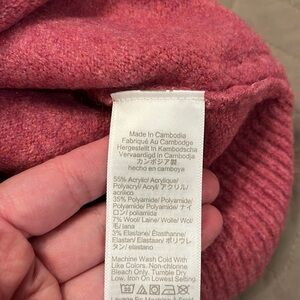 Made In Cambodia
Fabriqué Au Cambodge
Hergestellt In Kambodscha
Vervaardigd In Cambodja
カンボジア製
hecho en camboya
55% Acrylic/ Acrylique/
Polyacryl/ Acryl/ アクリル/
acrílico
35% Polyamide/ Polyamide/
Polyamide/ Polyamide/ ナイ
ロン/ poliamida
7% Wool/ Laine/ Wolle/ Wol/
毛/ lana
3% Elastane/ Élasthanne/
Elastan/ Elastaan/ ポリウレ
タン/ elastano
Machine Wash Cold With
Like Colors. Non-chlorine
Bleach Only. Tumble Dry
Low. Iron On Lowest Setting.